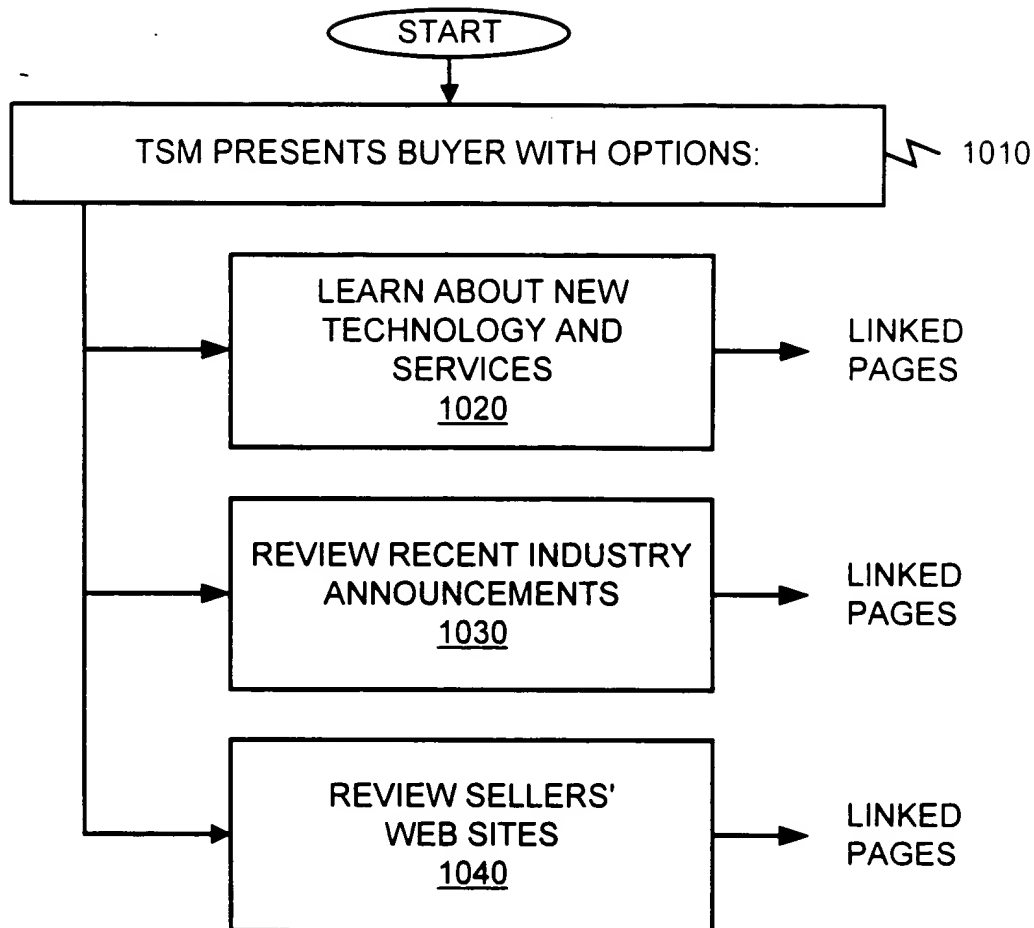 START
TSM PRESENTS BUYER WITH OPTIONS:
1010
LEARN ABOUT NEW
TECHNOLOGY AND
SERVICES
1020
LINKED
PAGES
REVIEW RECENT INDUSTRY
ANNOUNCEMENTS
1030
LINKED
PAGES
REVIEW SELLERS'
WEB SITES
1040
LINKED
PAGES